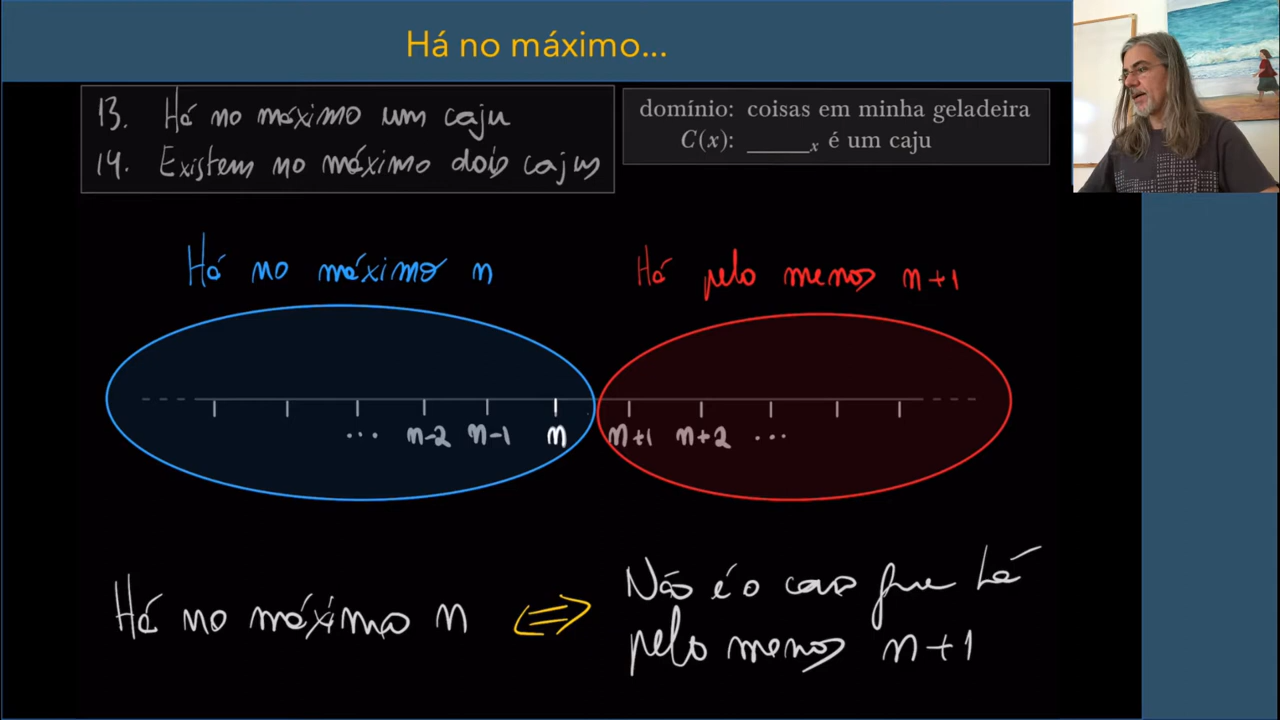 Há no máximo...
13. Há no máximo um caju
14. Existem no máximo dois cajus
domínio: coisas em minha geladeira
C(x): ______x é um caju
Há no máximo n
Há pelo menos n+1
... n-2 n-1 n n+1 n+2 ...
Há no máximo n ⇔ Não é o caso que há
pelo menos n+1